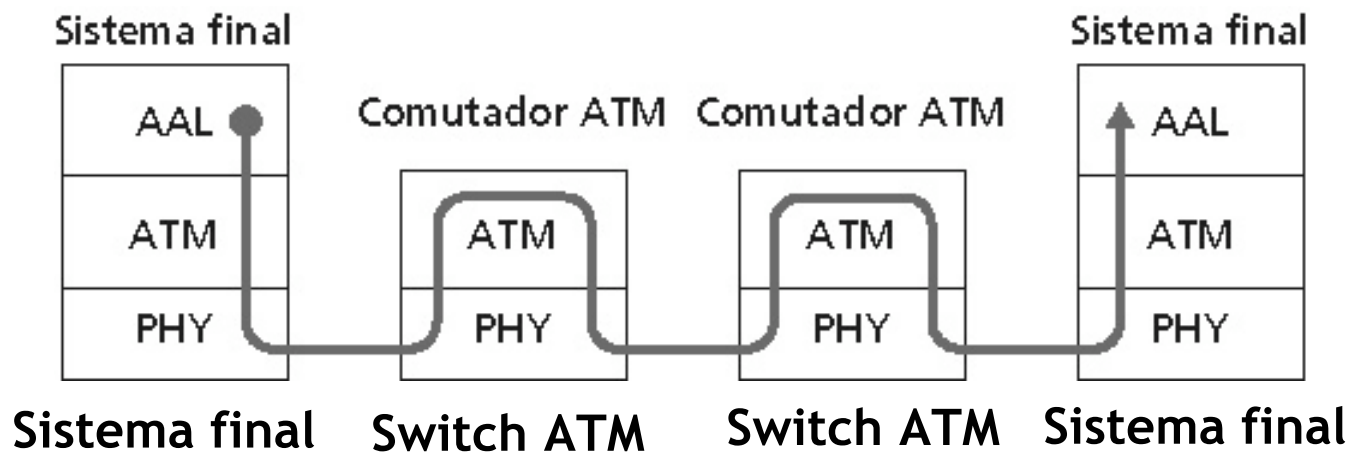 Sistema final
Sistema final
Comutador ATM
Comutador ATM
AAL
AAL
ATM
ATM
ATM
ATM
PHY
PHY
PHY
PHY
Sistema final
Switch ATM
Switch ATM
Sistema final